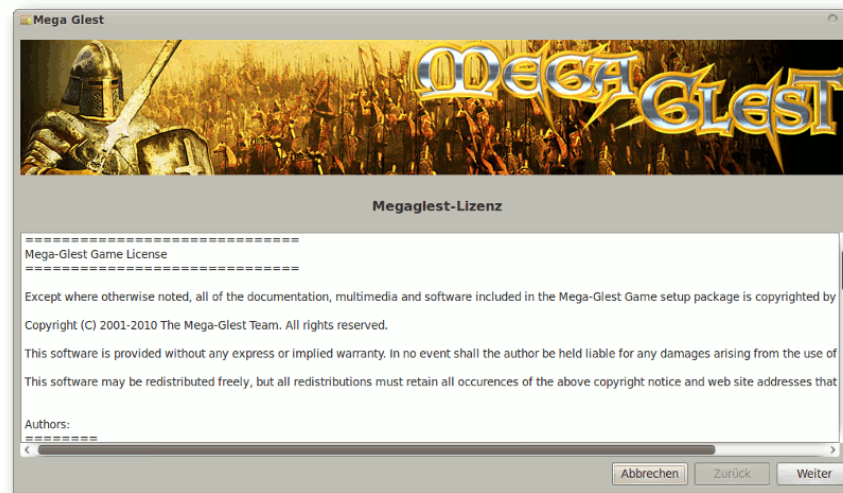 Mega Glest
MEGA GLEST
Megaglest-Lizenz
==============================
Mega-Glest Game License
==============================
Except where otherwise noted, all of the documentation, multimedia and software included in the Mega-Glest Game setup package is copyrighted by
Copyright (C) 2001-2010 The Mega-Glest Team. All rights reserved.
This software is provided without any express or implied warranty. In no event shall the author be held liable for any damages arising from the use of
This software may be redistributed freely, but all redistributions must retain all occurences of the above copyright notice and web site addresses that
Authors:
========
Abbrechen Zurück Weiter